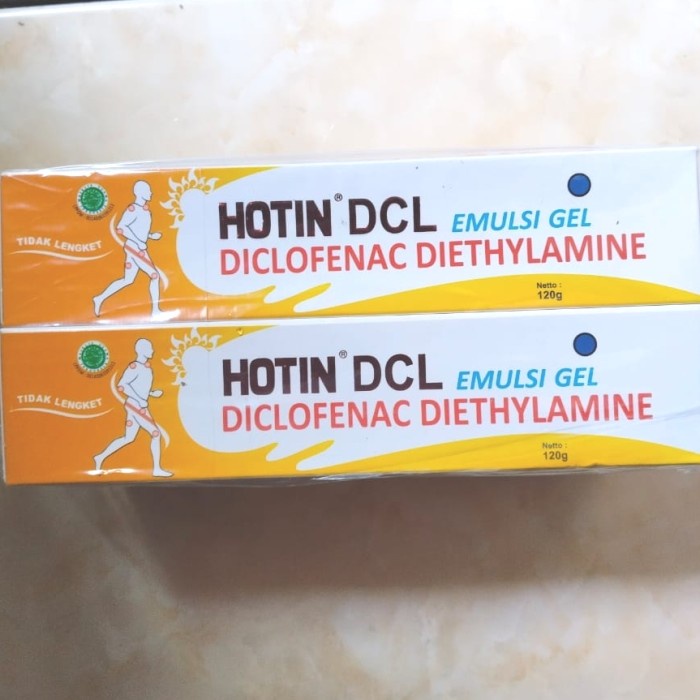 HOTIN® DCL EMULSI GEL
DICLOFENAC DIETHYLAMINE
TIDAK LENGKET
Netto :
120g
HOTIN® DCL EMULSI GEL
DICLOFENAC DIETHYLAMINE
TIDAK LENGKET
Netto :
120g